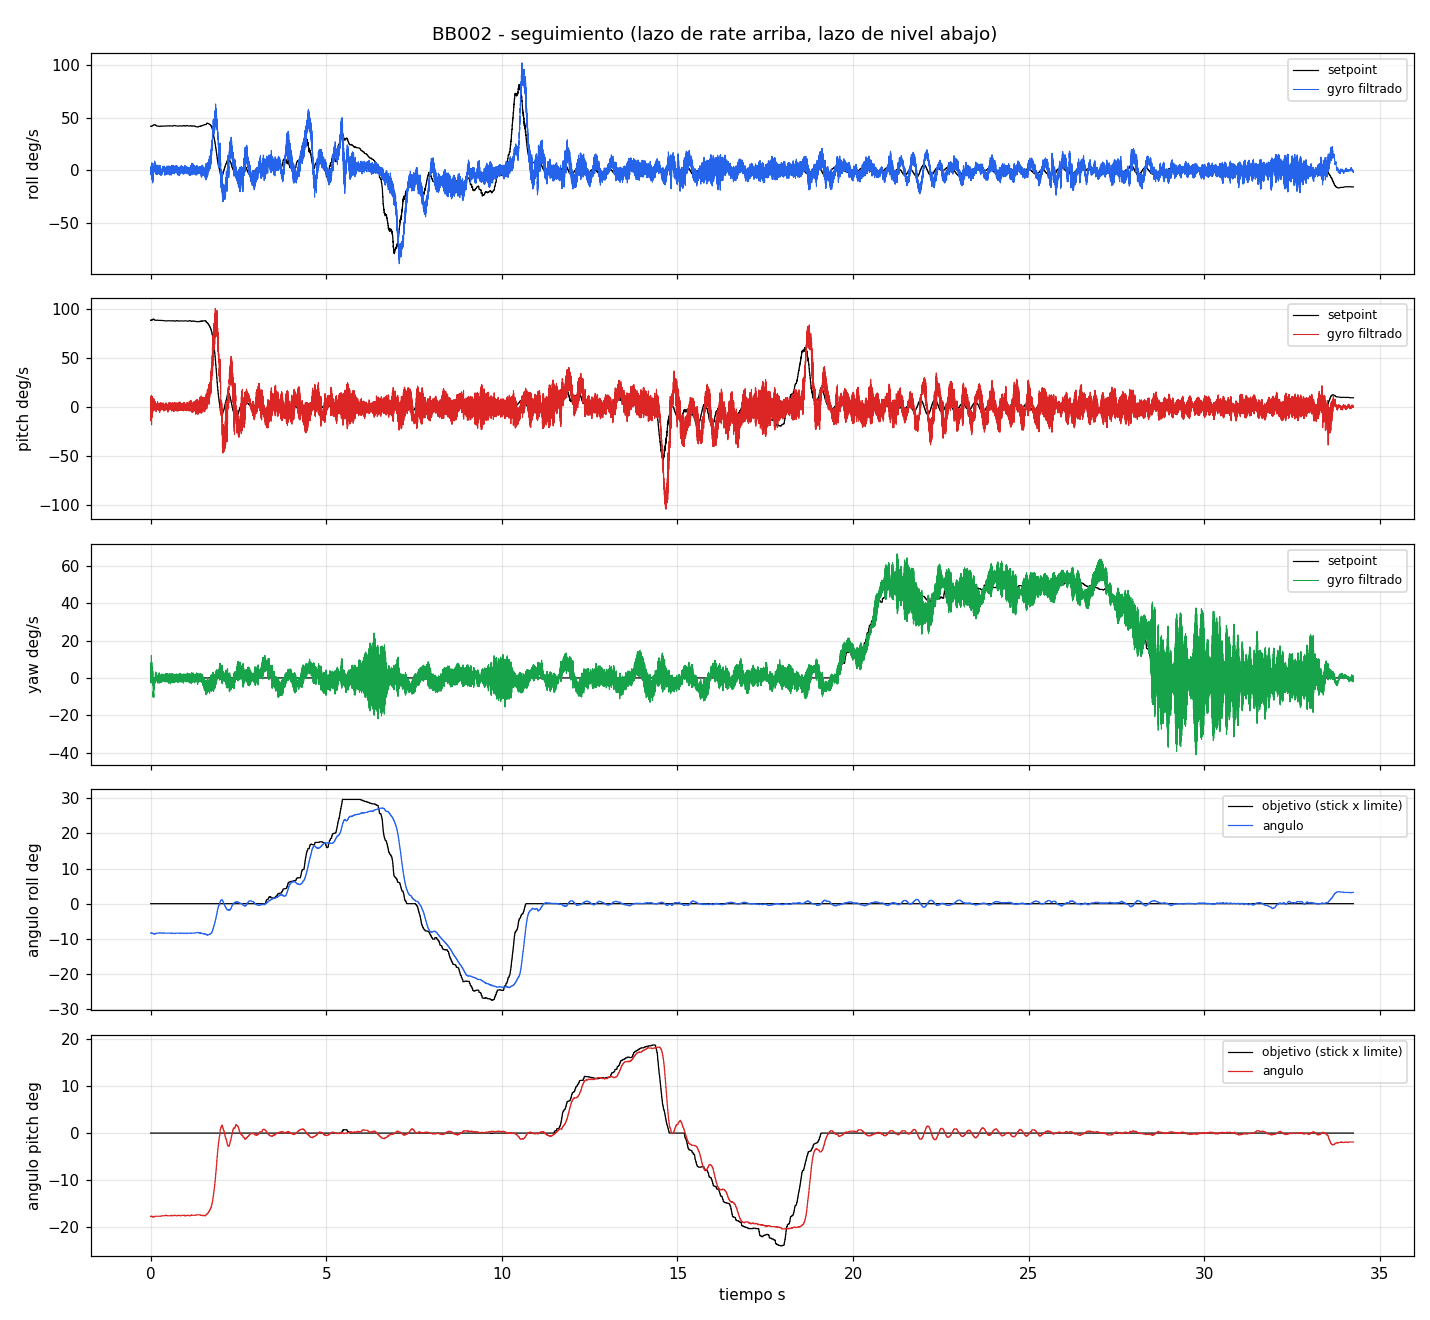 BB002 - seguimiento (lazo de rate arriba, lazo de nivel abajo)
100
50
0
−50
roll deg/s
setpoint
gyro filtrado
100
50
0
−50
−100
pitch deg/s
setpoint
gyro filtrado
60
40
20
0
−20
−40
yaw deg/s
setpoint
gyro filtrado
30
20
10
0
−10
−20
−30
angulo roll deg
objetivo (stick x limite)
angulo
20
10
0
−10
−20
angulo pitch deg
objetivo (stick x limite)
angulo
0 5 10 15 20 25 30 35
tiempo s